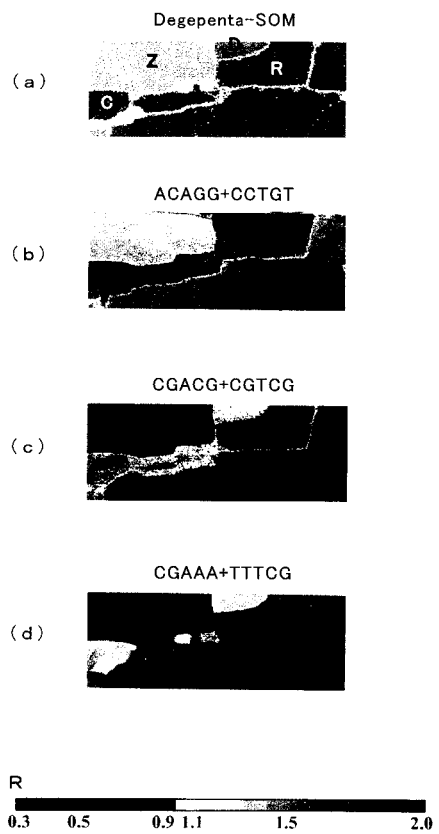 Degepenta-SOM
(a)
Z
D
R
C
ACAGG+CCTGT
(b)
CGACG+CGTCG
(c)
CGAAA+TTTCG
(d)
R
0.3 0.5 0.9 1.1 1.5 2.0